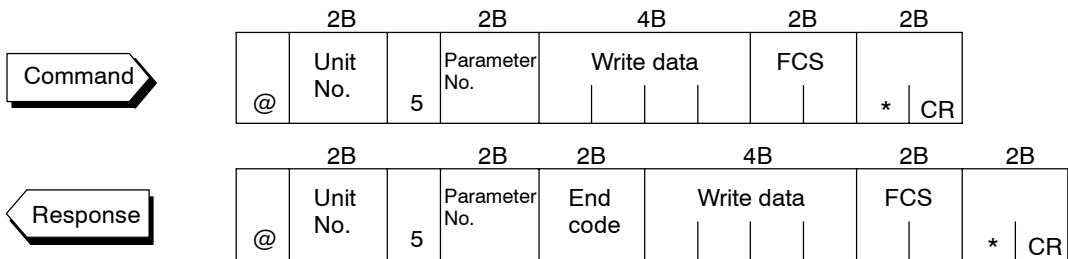 2B 2B 4B 2B 2B
Command
@ Unit No. 5 Parameter No. Write data FCS * CR
2B 2B 2B 4B 2B 2B
Response
@ Unit No. 5 Parameter No. End code Write data FCS * CR